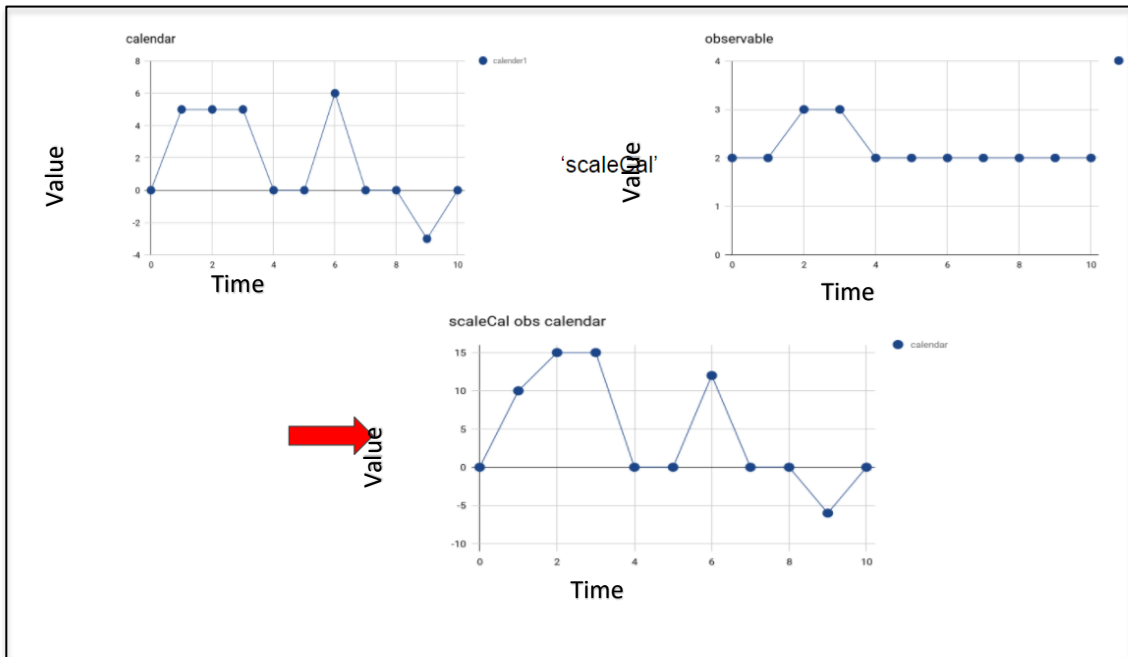 calendar
8
6
4
2
0
-2
-4
0 2 4 6 8 10
calender1
Value
Time
‘scaleCal’
observable
4
3
2
1
0
0 2 4 6 8 10
Value
Time
scaleCal obs calendar
15
10
5
0
-5
-10
0 2 4 6 8 10
calendar
Value
Time